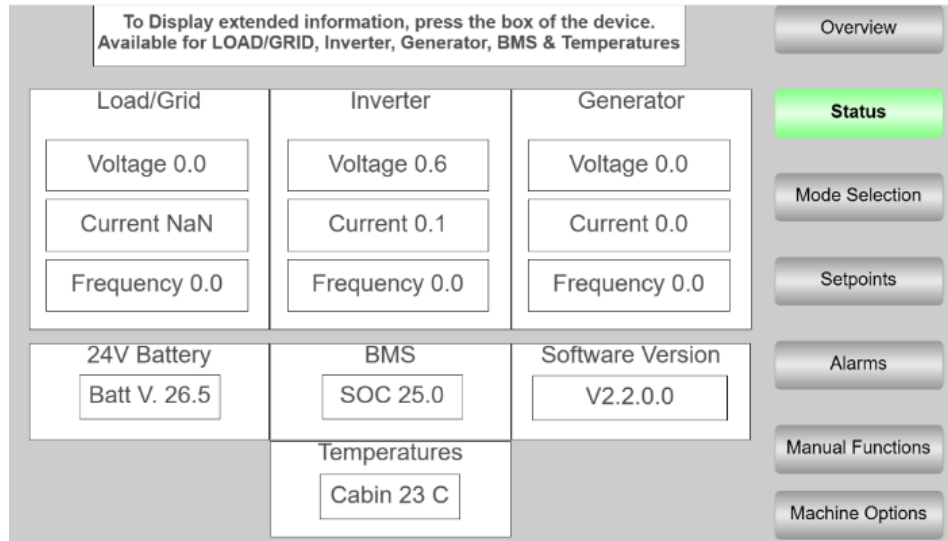 To Display extended information, press the box of the device.
Available for LOAD/GRID, Inverter, Generator, BMS & Temperatures
Overview
Status
Mode Selection
Setpoints
Alarms
Manual Functions
Machine Options
Load/Grid
Voltage 0.0
Current NaN
Frequency 0.0
Inverter
Voltage 0.6
Current 0.1
Frequency 0.0
Generator
Voltage 0.0
Current 0.0
Frequency 0.0
24V Battery
Batt V. 26.5
BMS
SOC 25.0
Software Version
V2.2.0.0
Temperatures
Cabin 23 C